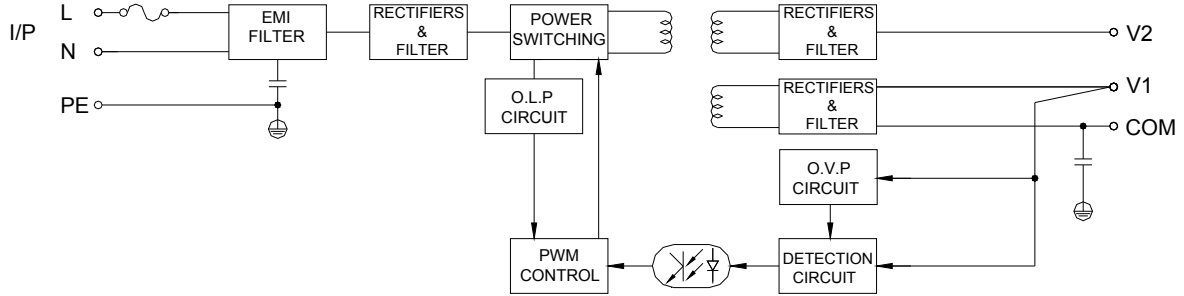 I/P
L
N
PE
EMI
FILTER
RECTIFIERS
&
FILTER
POWER
SWITCHING
O.L.P
CIRCUIT
PWM
CONTROL
RECTIFIERS
&
FILTER
V2
RECTIFIERS
&
FILTER
V1
COM
O.V.P
CIRCUIT
DETECTION
CIRCUIT